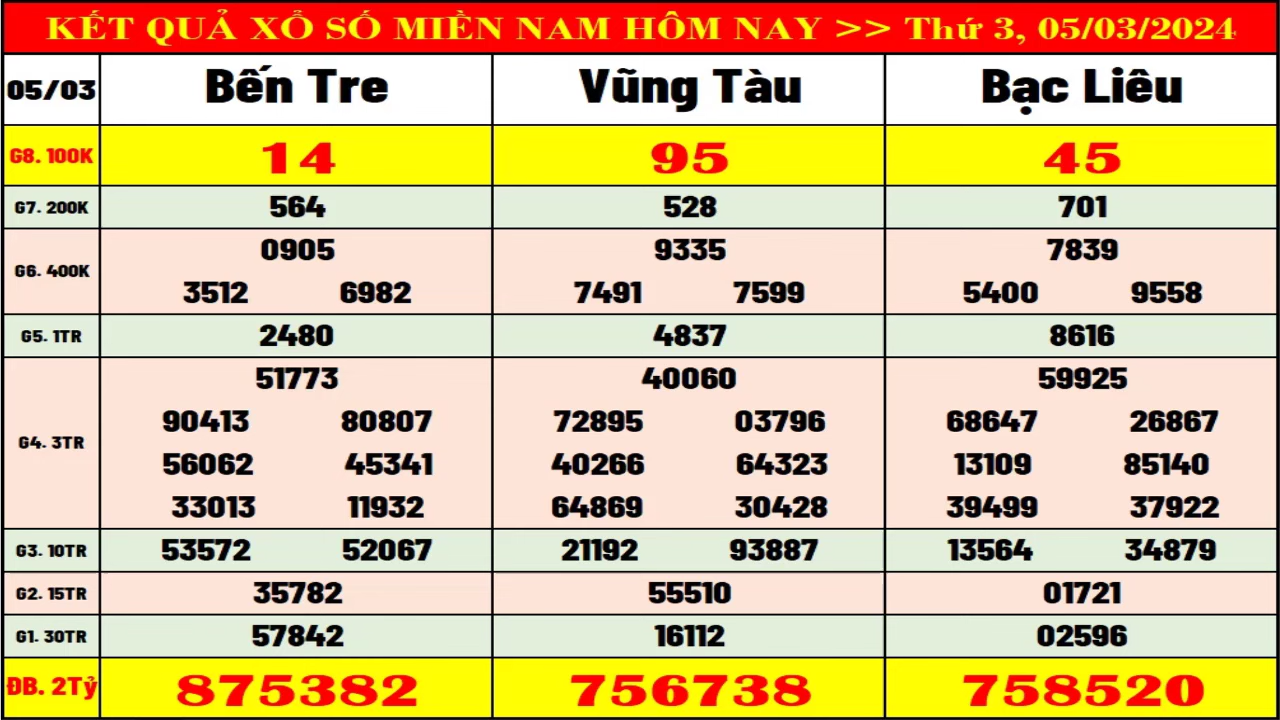 KẾT QUẢ XỔ SỐ MIỀN NAM HÔM NAY >> Thứ 3, 05/03/2024
05/03 Bến Tre Vũng Tàu Bạc Liêu
G8. 100K 14 95 45
G7. 200K 564 528 701
0905 9335 7839
G6. 400K
3512 6982 7491 7599 5400 9558
G5. 1TR 2480 4837 8616
51773 40060 59925
90413 80807 72895 03796 68647 26867
G4. 3TR
56062 45341 40266 64323 13109 85140
33013 11932 64869 30428 39499 37922
G3. 10TR 53572 52067 21192 93887 13564 34879
G2. 15TR 35782 55510 01721
G1. 30TR 57842 16112 02596
ĐB. 2Tỷ 875382 756738 758520